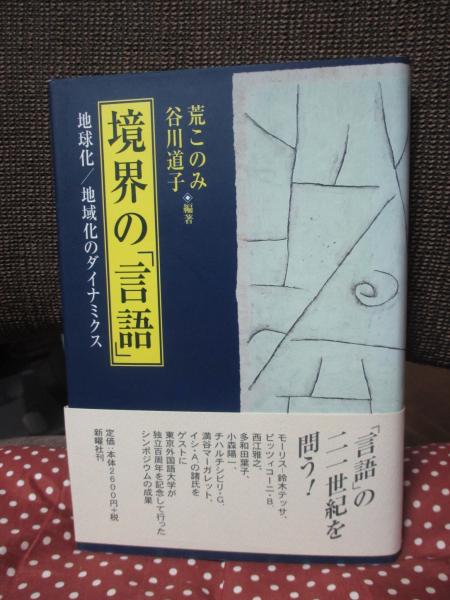 荒このみ
谷川道子◆編著
境界の「言語」
地球化/地域化のダイナミクス
「言語」の
二一世紀を
問う!
モーリス-鈴木テッサ、
ビッツィコーニ・B、
西江雅之、
多和田葉子、
小森陽一、
チハルチシビリ・G、
満谷マーガレット、
イシ・A、の諸氏を
ゲストに
東京外国語大学が
独立百周年を記念して行った
シンポジウムの成果
定価:本体2600円+税
新曜社刊